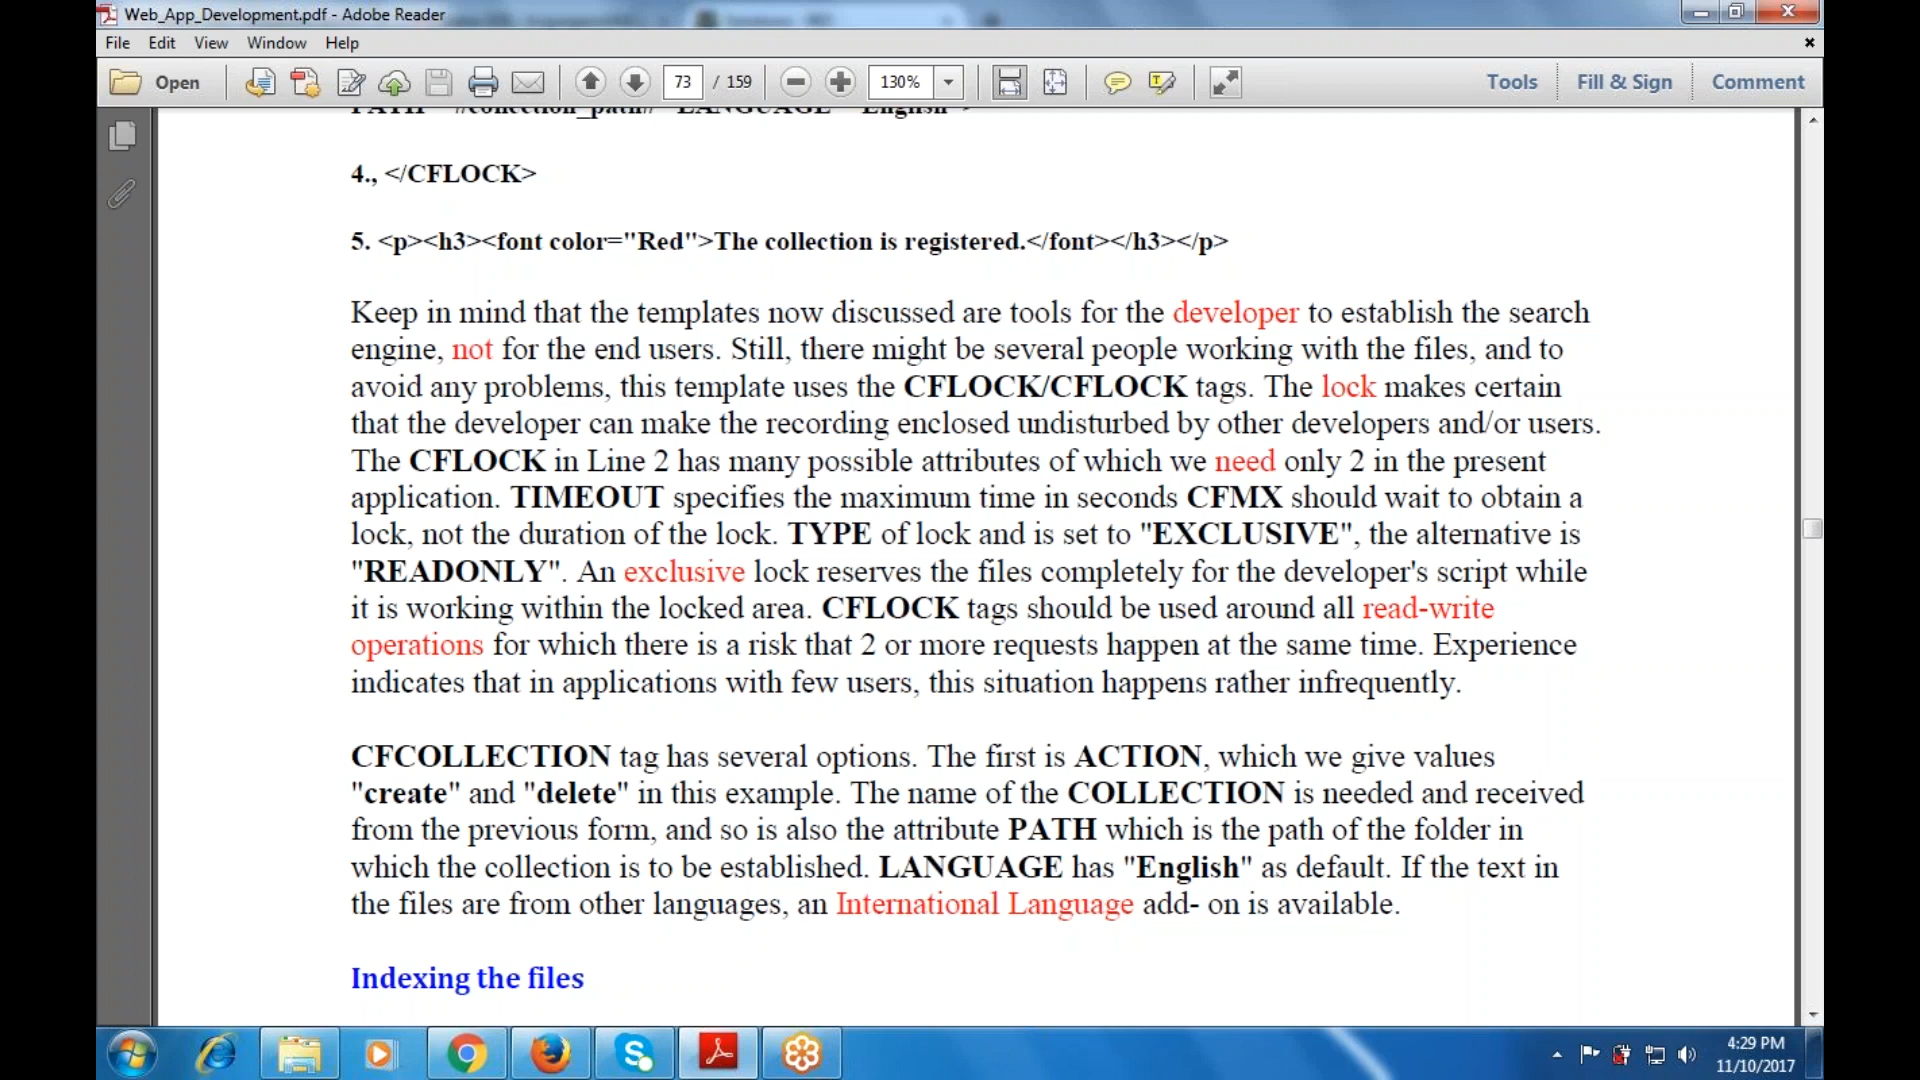 Web_App_Development.pdf - Adobe Reader
File Edit View Window Help
Open 73 / 159 130% Tools Fill & Sign Comment
4., </CFLOCK>
5. <p><h3><font color="Red">The collection is registered.</font></h3></p>
Keep in mind that the templates now discussed are tools for the developer to establish the search
engine, not for the end users. Still, there might be several people working with the files, and to
avoid any problems, this template uses the CFLOCK/CFLOCK tags. The lock makes certain
that the developer can make the recording enclosed undisturbed by other developers and/or users.
The CFLOCK in Line 2 has many possible attributes of which we need only 2 in the present
application. TIMEOUT specifies the maximum time in seconds CFMX should wait to obtain a
lock, not the duration of the lock. TYPE of lock and is set to "EXCLUSIVE", the alternative is
"READONLY". An exclusive lock reserves the files completely for the developer's script while
it is working within the locked area. CFLOCK tags should be used around all read-write
operations for which there is a risk that 2 or more requests happen at the same time. Experience
indicates that in applications with few users, this situation happens rather infrequently.
CFCOLLECTION tag has several options. The first is ACTION, which we give values
"create" and "delete" in this example. The name of the COLLECTION is needed and received
from the previous form, and so is also the attribute PATH which is the path of the folder in
which the collection is to be established. LANGUAGE has "English" as default. If the text in
the files are from other languages, an International Language add- on is available.
Indexing the files
4:29 PM
11/10/2017